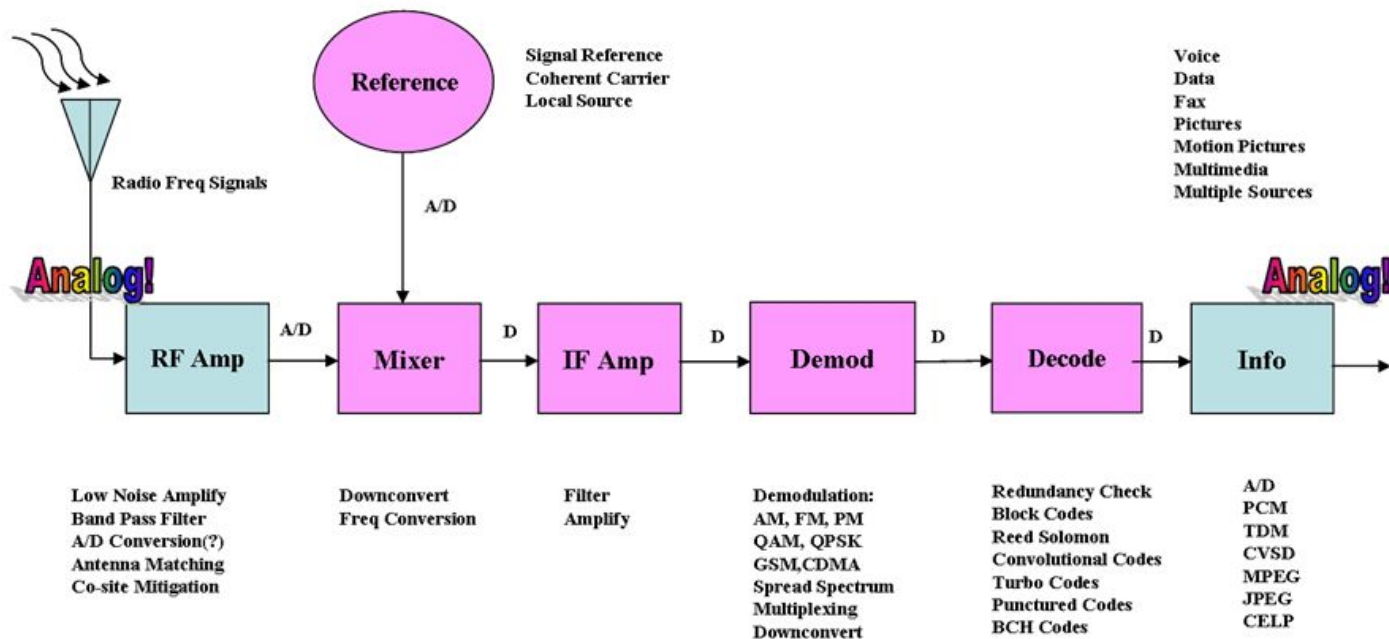 Reference
Signal Reference
Coherent Carrier
Local Source
Voice
Data
Fax
Pictures
Motion Pictures
Multimedia
Multiple Sources
Radio Freq Signals
A/D
Analog!
Analog!
RF Amp
A/D
Mixer
D
IF Amp
D
Demod
D
Decode
D
Info
Low Noise Amplify
Band Pass Filter
A/D Conversion(?)
Antenna Matching
Co-site Mitigation
Downconvert
Freq Conversion
Filter
Amplify
Demodulation:
AM, FM, PM
QAM, QPSK
GSM,CDMA
Spread Spectrum
Multiplexing
Downconvert
Redundancy Check
Block Codes
Reed Solomon
Convolutional Codes
Turbo Codes
Punctured Codes
BCH Codes
A/D
PCM
TDM
CVSD
MPEG
JPEG
CELP